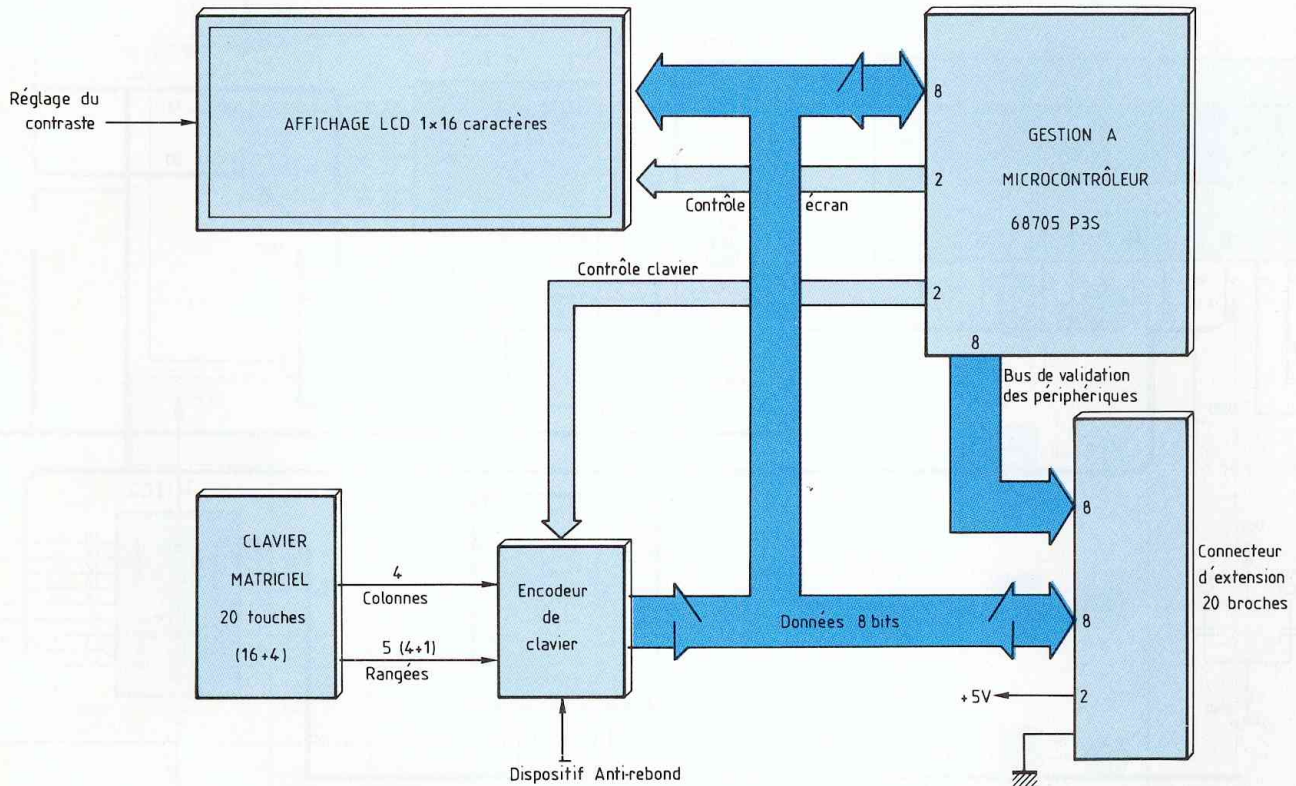 Réglage du
contraste
AFFICHAGE LCD 1×16 caractères
8
GESTION A
MICROCONTRÔLEUR
68705 P3S
2
Contrôle écran
Contrôle clavier
2
8
Bus de validation
des périphériques
CLAVIER
MATRICIEL
20 touches
(16+4)
4
Colonnes
5 (4+1)
Rangées
Encodeur
de
clavier
Données 8 bits
8
8
Connecteur
d'extension
20 broches
+5V
2
Dispositif Anti-rebond